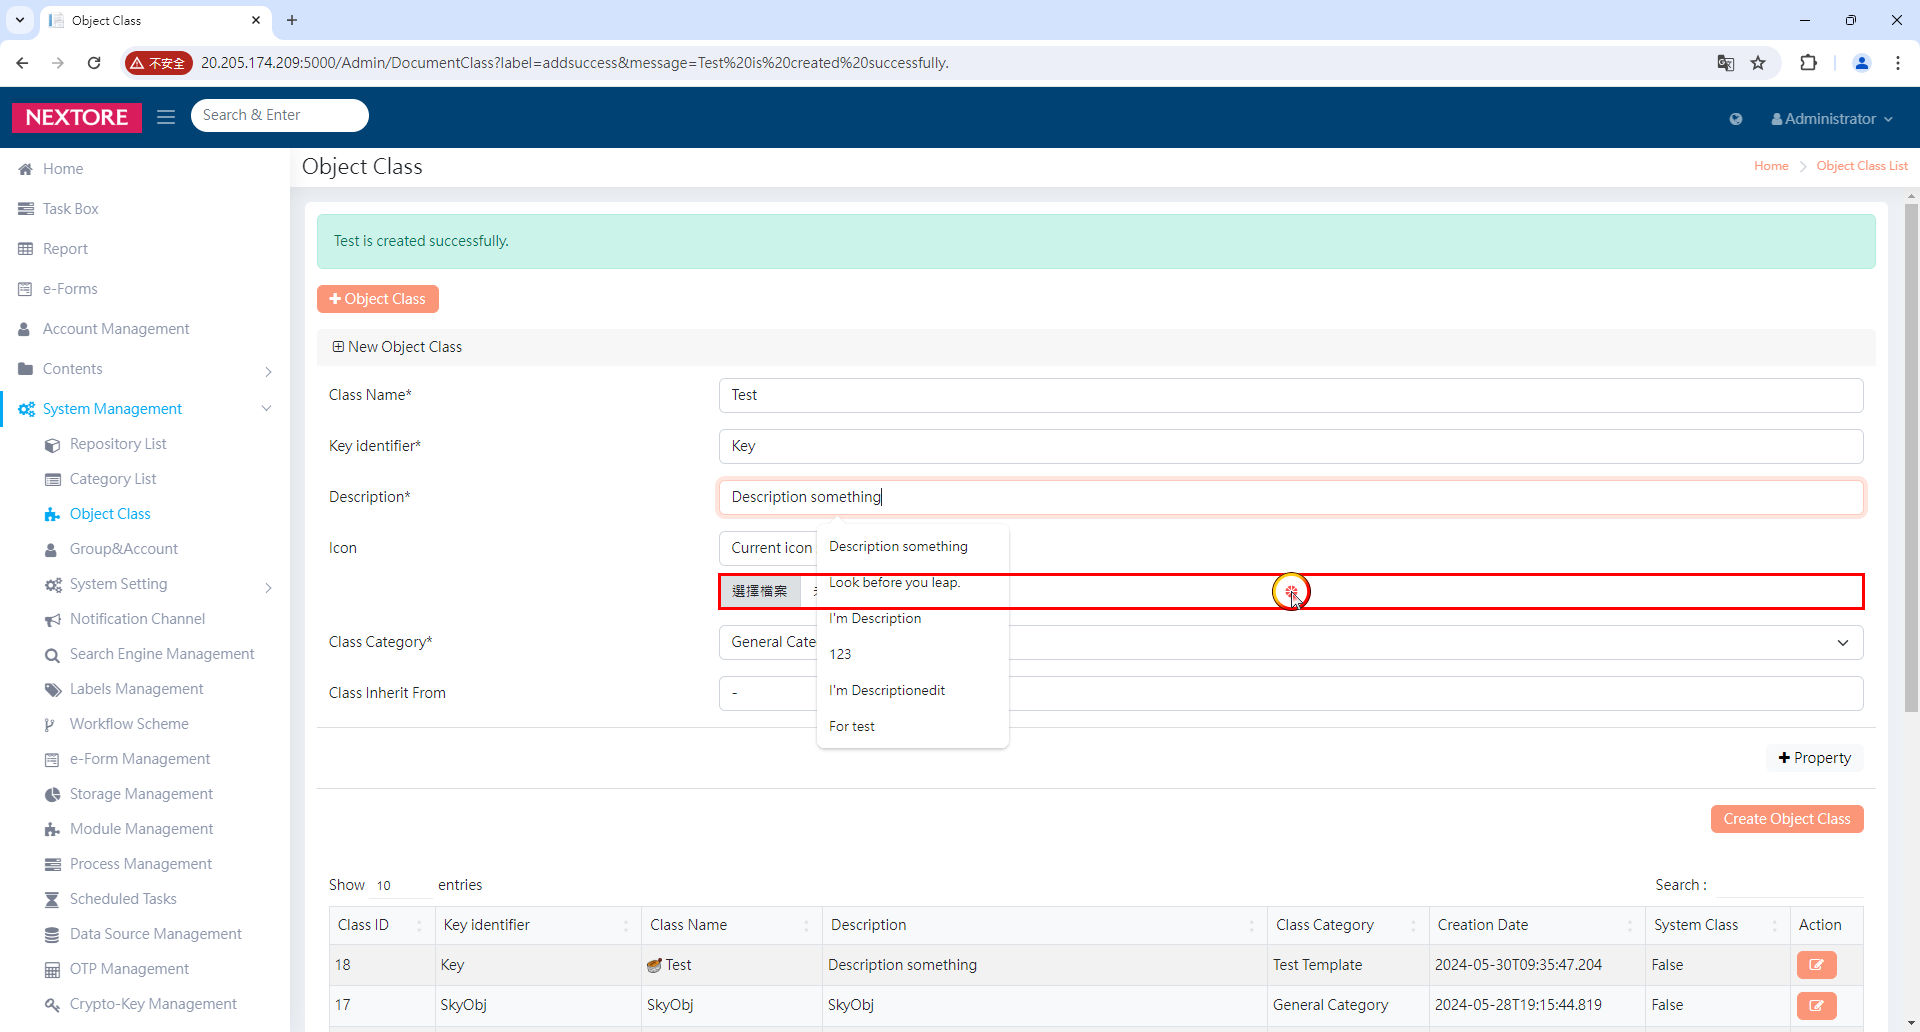 Object Class
不安全
20.205.174.209:5000/Admin/DocumentClass?label=addsuccess&message=Test%20is%20created%20successfully.
NEXTORE
Search & Enter
Administrator
Home
Task Box
Report
e-Forms
Account Management
Contents
System Management
Repository List
Category List
Object Class
Group&Account
System Setting
Notification Channel
Search Engine Management
Labels Management
Workflow Scheme
e-Form Management
Storage Management
Module Management
Process Management
Scheduled Tasks
Data Source Management
OTP Management
Crypto-Key Management
Object Class
Home
Object Class List
Test is created successfully.
Object Class
New Object Class
Class Name*
Test
Key identifier*
Key
Description*
Description something
Icon
Current icon
選擇檔案
Description something
Look before you leap.
I'm Description
123
I'm Descriptionedit
For test
Class Category*
General Cate
Class Inherit From
-
Property
Create Object Class
Show 10 entries
Search :
Class ID Key identifier Class Name Description Class Category Creation Date System Class Action
18 Key Test Description something Test Template 2024-05-30T09:35:47.204 False
17 SkyObj SkyObj SkyObj General Category 2024-05-28T19:15:44.819 False